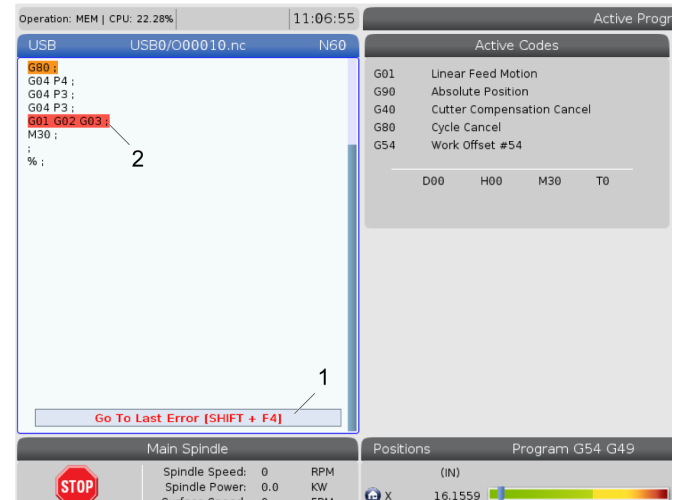 Operation: MEM | CPU: 22.28%
11:06:55
Active Progr
USB USB0/O00010.nc N60
G80 ;
G04 P4 ;
G04 P3 ;
G04 P3 ;
G01 G02 G03 ;
M30 ;
;
% ;
2
1
Go To Last Error [SHIFT + F4]
Active Codes
G01 Linear Feed Motion
G90 Absolute Position
G40 Cutter Compensation Cancel
G80 Cycle Cancel
G54 Work Offset #54
D00 H00 M30 T0
Main Spindle
STOP
Spindle Speed: 0 RPM
Spindle Power: 0.0 KW
Positions Program G54 G49
(IN)
X 16.1559